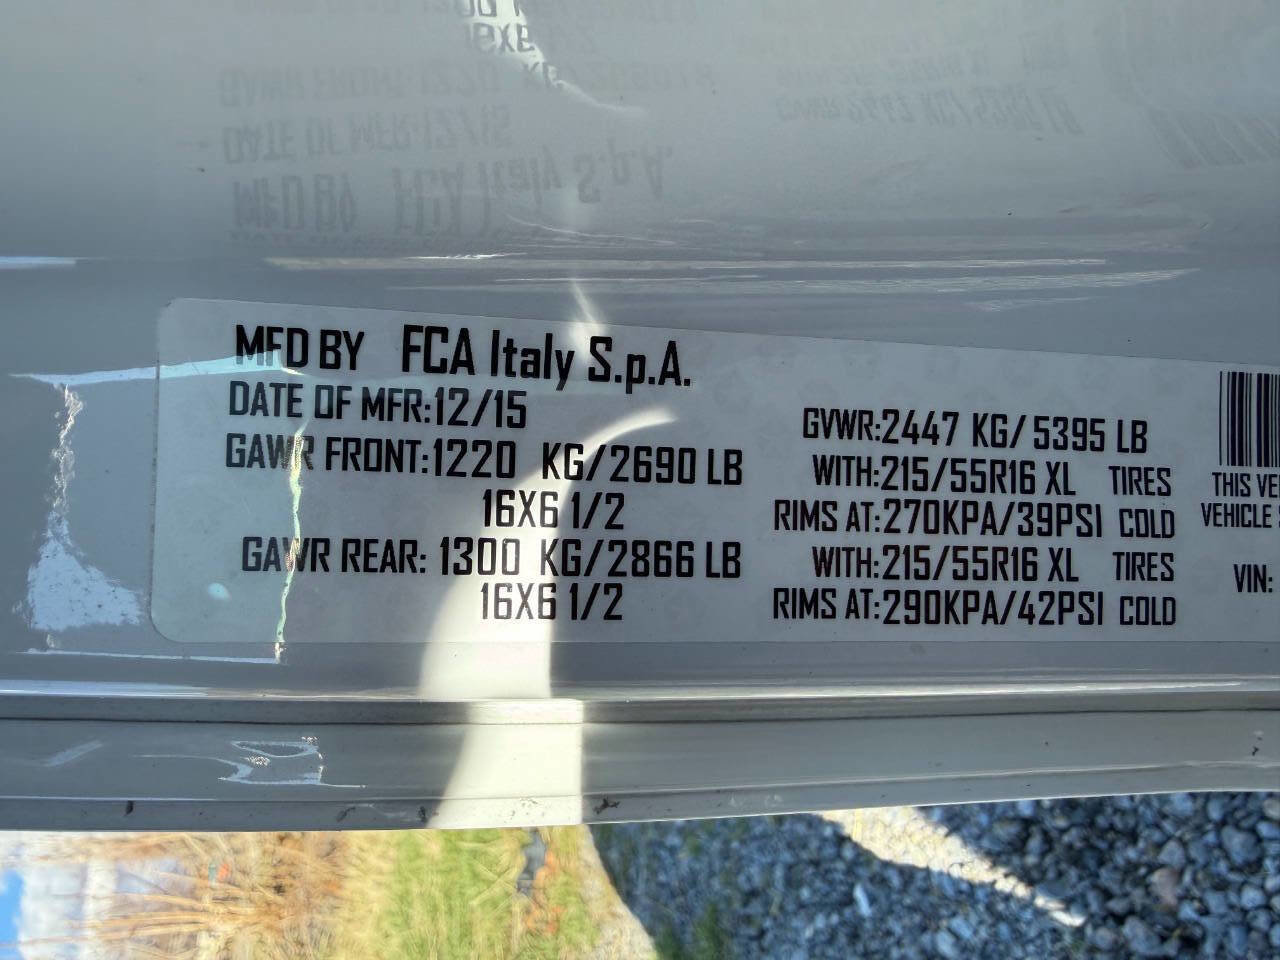 MFD BY FCA Italy S.p.A.
DATE OF MFR:12/15
GVWR:2447 KG/5395 LB
GAWR FRONT:1220 KG/2690 LB
WITH:215/55R16 XL TIRES
16X6 1/2
RIMS AT:270KPA/39PSI COLD
GAWR REAR: 1300 KG/2866 LB
WITH:215/55R16 XL TIRES
16X6 1/2
RIMS AT:290KPA/42PSI COLD
THIS VE
VEHICLE
VIN: